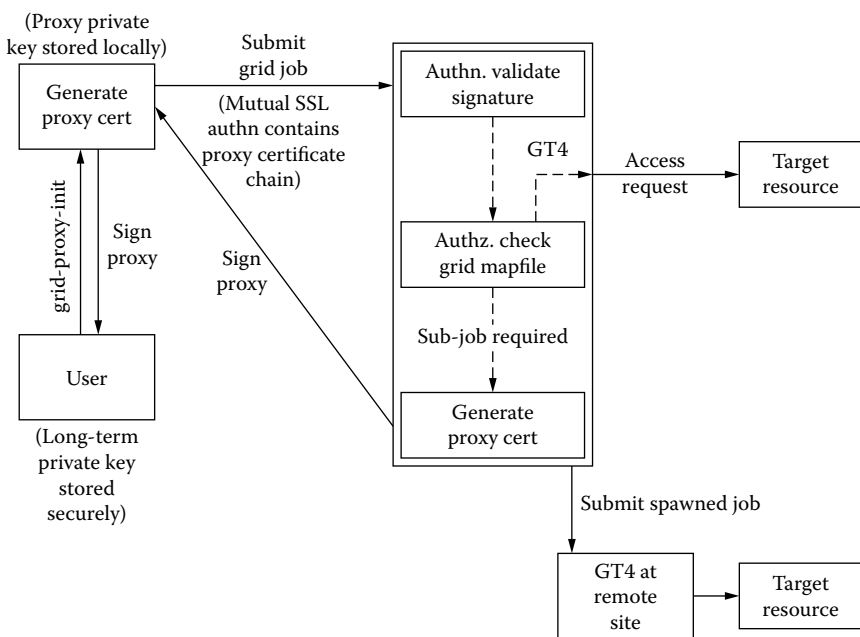 (Proxy private
key stored locally)
Generate
proxy cert
grid-proxy-init
Sign
proxy
User
(Long-term
private key
stored
securely)
Submit
grid job
(Mutual SSL
authn contains
proxy certificate
chain)
Sign
proxy
Authn. validate
signature
GT4
Authz. check
grid mapfile
Sub-job required
Generate
proxy cert
Access
request
Target
resource
Submit spawned job
GT4 at
remote
site
Target
resource